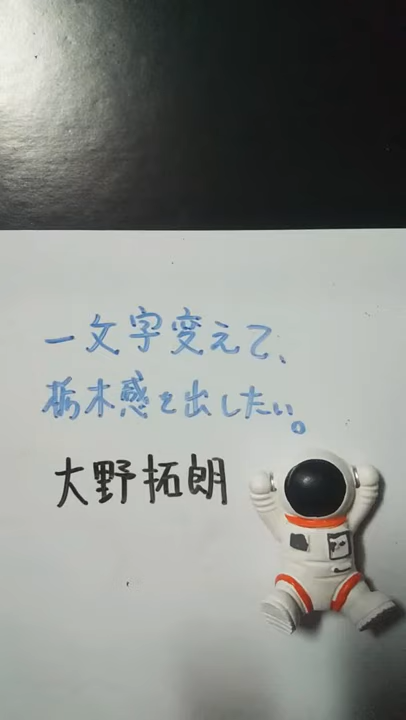 一文字変えて、
栃木感を出したい。
大野拓朗